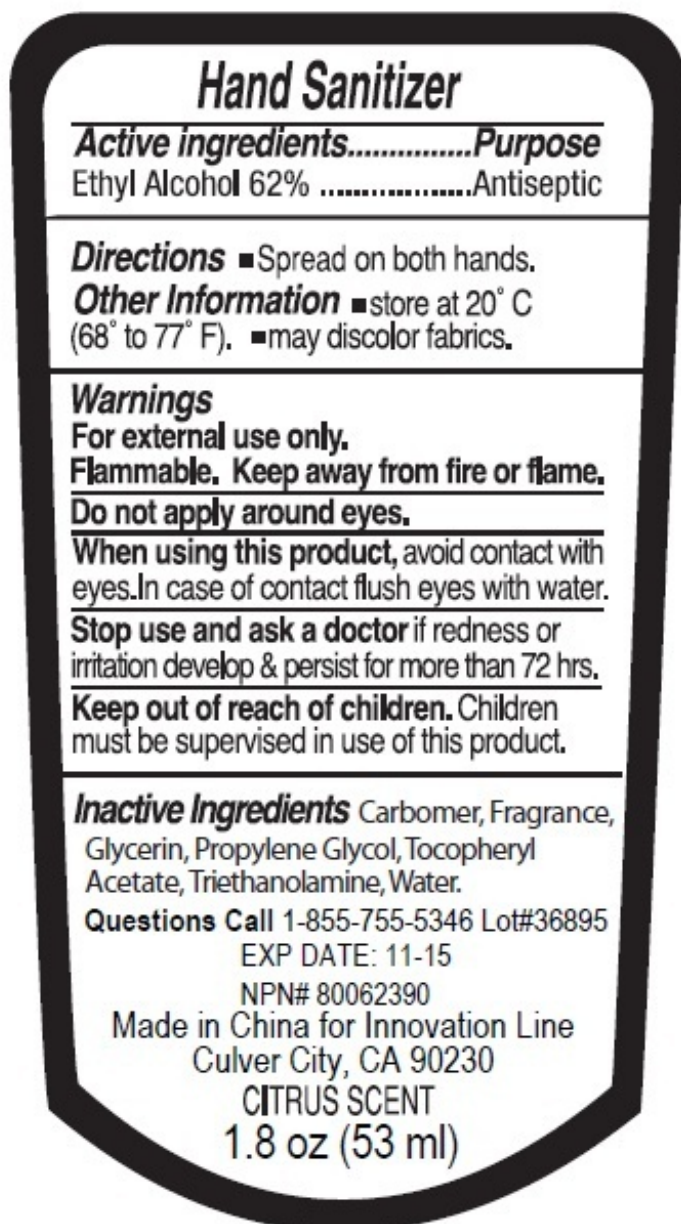 Hand Sanitizer
Active ingredients...............Purpose
Ethyl Alcohol 62% ....................Antiseptic
Directions ■Spread on both hands.
Other Information ■store at 20° C
(68° to 77° F). ■may discolor fabrics.
Warnings
For external use only.
Flammable. Keep away from fire or flame.
Do not apply around eyes.
When using this product, avoid contact with
eyes.In case of contact flush eyes with water.
Stop use and ask a doctor if redness or
irritation develop & persist for more than 72 hrs.
Keep out of reach of children. Children
must be supervised in use of this product.
Inactive Ingredients Carbomer, Fragrance,
Glycerin, Propylene Glycol, Tocopheryl
Acetate, Triethanolamine, Water.
Questions Call 1-855-755-5346 Lot#36895
EXP DATE: 11-15
NPN# 80062390
Made in China for Innovation Line
Culver City, CA 90230
CITRUS SCENT
1.8 oz (53 ml)